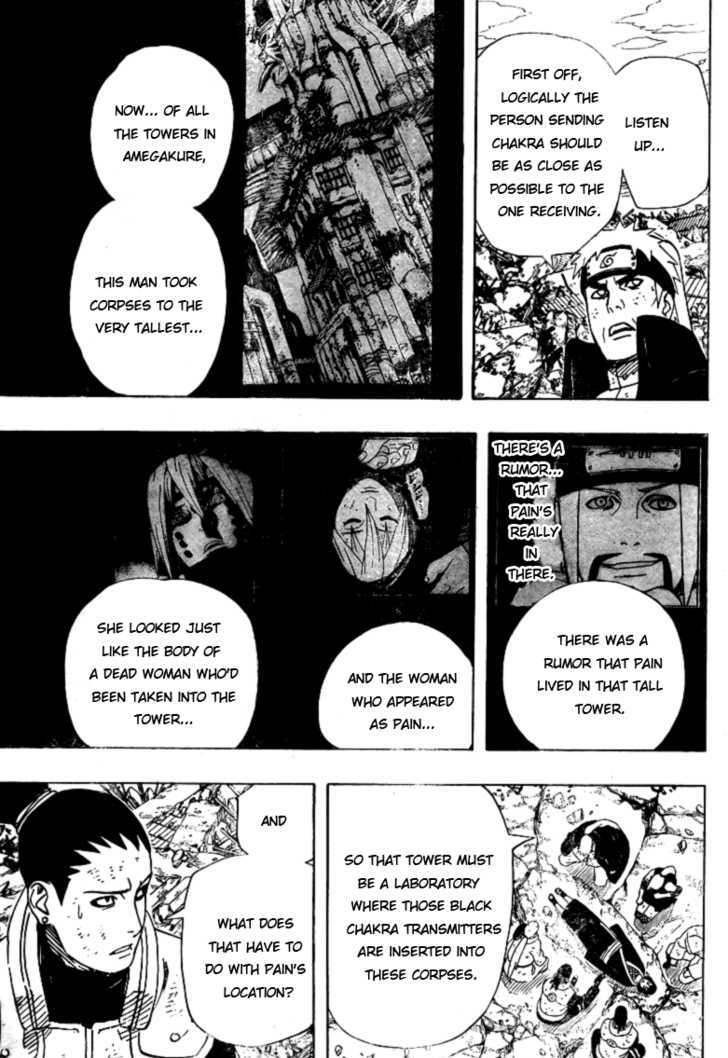 LISTEN
UP...
FIRST OFF,
LOGICALLY THE
PERSON SENDING
CHAKRA SHOULD
BE AS CLOSE AS
POSSIBLE TO THE
ONE RECEIVING.
NOW... OF ALL
THE TOWERS IN
AMEGAKURE,
THIS MAN TOOK
CORPSES TO THE
VERY TALLEST...
THERE'S A
RUMOR...
THAT
PAIN'S
REALLY
IN
THERE.
THERE WAS A
RUMOR THAT PAIN
LIVED IN THAT TALL
TOWER.
AND THE WOMAN
WHO APPEARED
AS PAIN...
SHE LOOKED JUST
LIKE THE BODY OF
A DEAD WOMAN WHO'D
BEEN TAKEN INTO THE
TOWER...
SO THAT TOWER MUST
BE A LABORATORY
WHERE THOSE BLACK
CHAKRA TRANSMITTERS
ARE INSERTED INTO
THESE CORPSES.
AND
WHAT DOES
THAT HAVE TO
DO WITH PAIN'S
LOCATION?